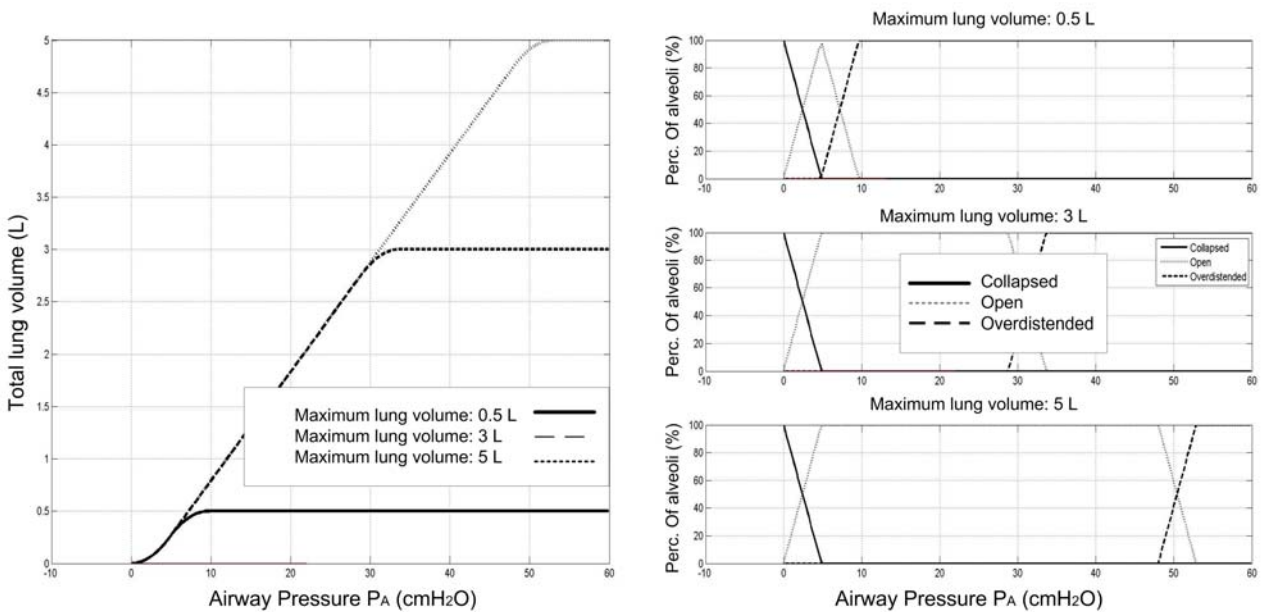 5
4.5
4
3.5
3
2.5
2
1.5
1
0.5
0
Total lung volume (L)
Maximum lung volume: 0.5 L
Maximum lung volume: 3 L
Maximum lung volume: 5 L
-10 0 10 20 30 40 50 60
Airway Pressure PA (cmH2O)
Maximum lung volume: 0.5 L
100
80
60
40
20
0
Perc. Of alveoli (%)
-10 0 10 20 30 40 50 60
Maximum lung volume: 3 L
100
80
60
40
20
0
Perc. Of alveoli (%)
Collapsed
Open
Overdistended
Collapsed
Open
Overdistended
-10 0 10 20 30 40 50 60
Maximum lung volume: 5 L
100
80
60
40
20
0
Perc. Of alveoli (%)
-10 0 10 20 30 40 50 60
Airway Pressure PA (cmH2O)